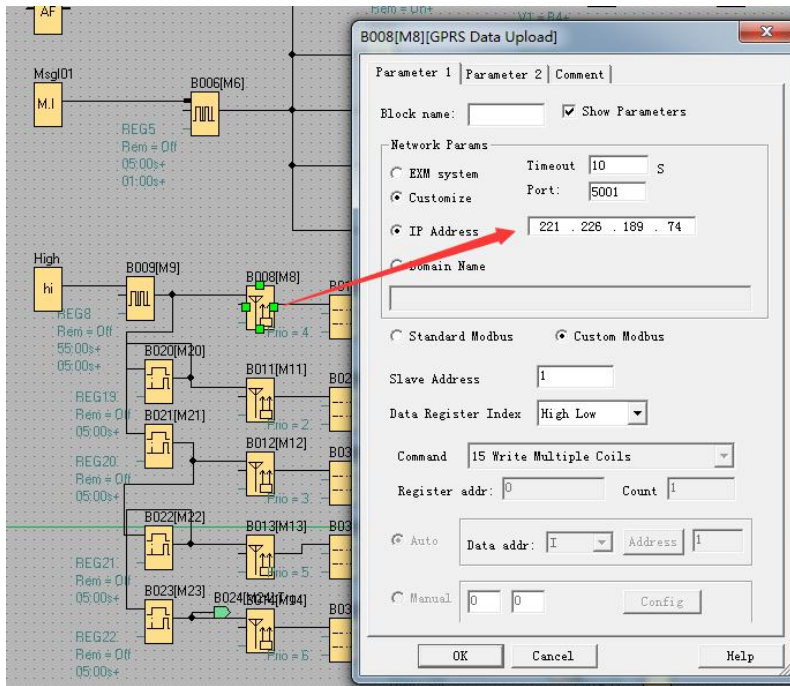 AF
MsgI01
M.I
B006[M6]
REG5
Rem = Off
05:00s+
01:00s+
High
hi
B009[M9]
REG8
Rem = Off
55:00s+
05:00s+
B008[M8]
Prio = 4
B020[M20]
REG19
Rem = Off
05:00s+
B011[M11]
Prio = 2
B021[M21]
REG20
Rem = Off
05:00s+
B012[M12]
Prio = 3
B022[M22]
REG21
Rem = Off
05:00s+
B013[M13]
Prio = 5
B023[M23]
REG22
Rem = Off
05:00s+
Prio = 6
B008[M8][GPRS Data Upload]
Parameter 1 Parameter 2 Comment
Block name: Show Parameters
Network Params
EXM system Timeout 10 S
Customize Port: 5001
IP Address 221 . 226 . 189 . 74
Domain Name
Standard Modbus Custom Modbus
Slave Address 1
Data Register Index High Low
Command 15 Write Multiple Coils
Register addr: 0 Count 1
Auto Data addr: I Address 1
Manual 0 0 Config
OK Cancel Help